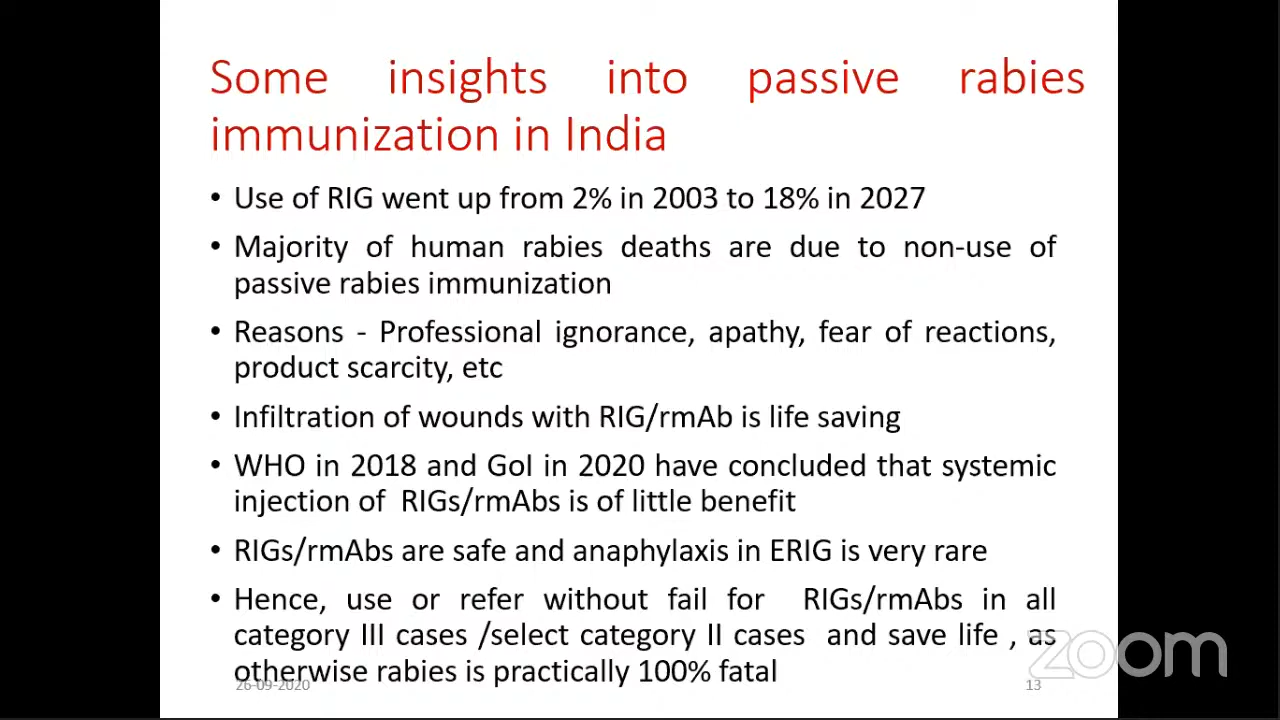 Some insights into passive rabies
immunization in India
• Use of RIG went up from 2% in 2003 to 18% in 2027
• Majority of human rabies deaths are due to non-use of
passive rabies immunization
• Reasons - Professional ignorance, apathy, fear of reactions,
product scarcity, etc
• Infiltration of wounds with RIG/rmAb is life saving
• WHO in 2018 and GoI in 2020 have concluded that systemic
injection of RIGs/rmAbs is of little benefit
• RIGs/rmAbs are safe and anaphylaxis in ERIG is very rare
• Hence, use or refer without fail for RIGs/rmAbs in all
category III cases /select category II cases and save life , as
otherwise rabies is practically 100% fatal
26-09-2020
13
zoom